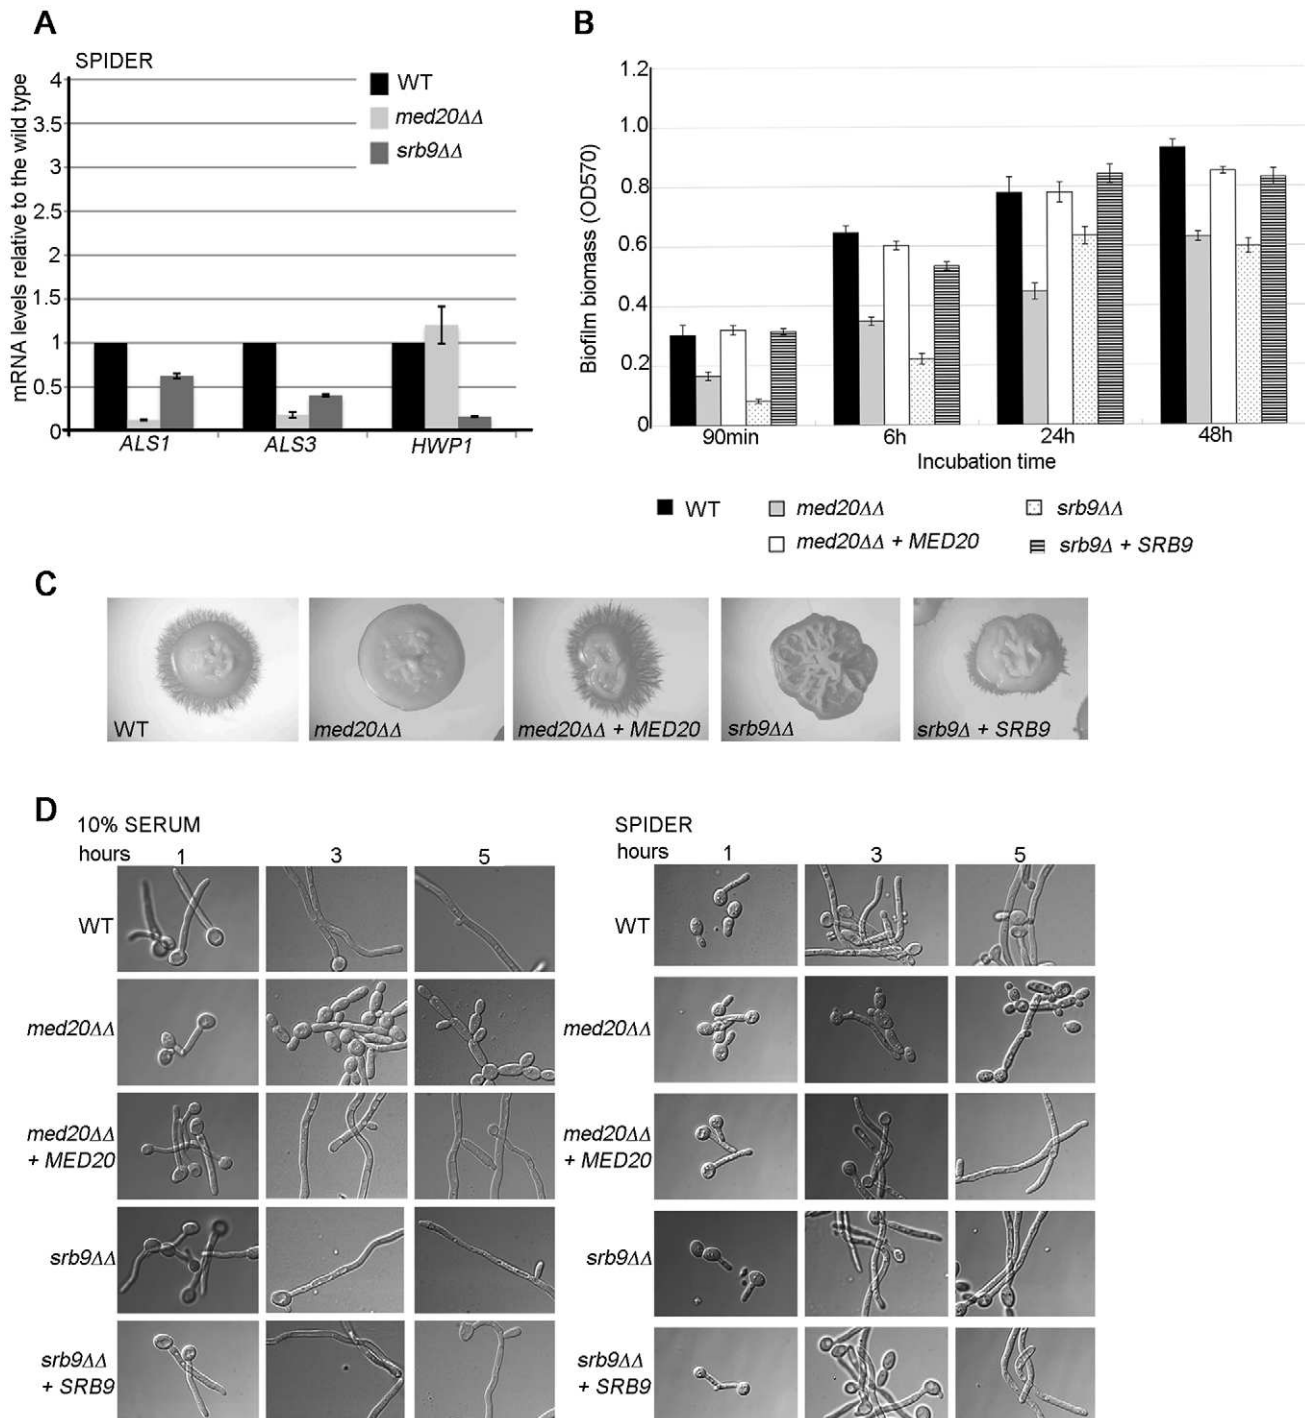 A
SPIDER
mRNA levels relative to the wild type
4
3.5
3
2.5
2
1.5
1
0.5
0
WT
med20ΔΔ
srb9ΔΔ
ALS1 ALS3 HWP1
B
Biofilm biomass (OD570)
1.2
1.0
0.8
0.6
0.4
0.2
0
90min 6h 24h 48h
Incubation time
WT med20ΔΔ srb9ΔΔ
med20ΔΔ + MED20 srb9Δ + SRB9
C
WT med20ΔΔ med20ΔΔ + MED20 srb9ΔΔ srb9Δ + SRB9
D
10% SERUM
hours 1 3 5
WT
med20ΔΔ
med20ΔΔ
+ MED20
srb9ΔΔ
srb9ΔΔ
+ SRB9
SPIDER
hours 1 3 5
WT
med20ΔΔ
med20ΔΔ
+ MED20
srb9ΔΔ
srb9ΔΔ
+ SRB9